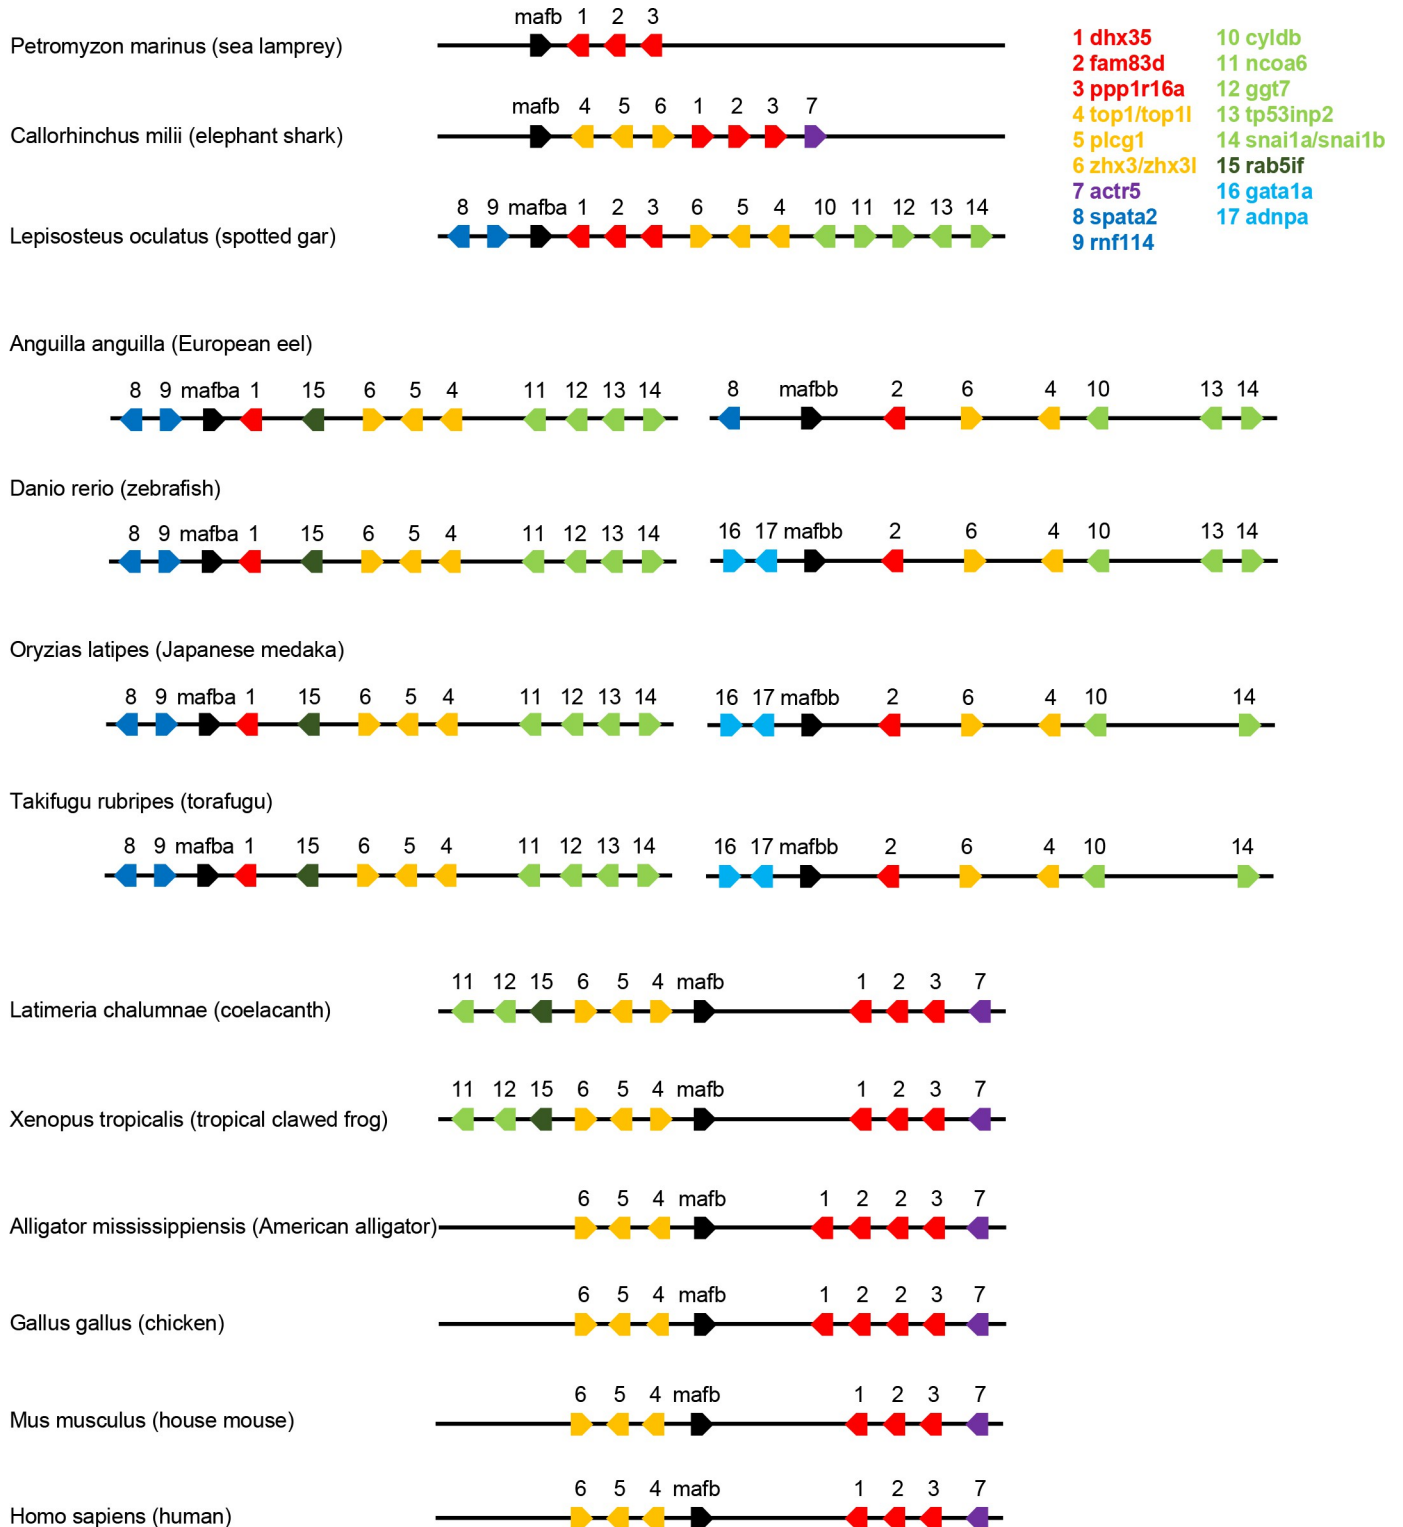 mafb 1 2 3
Petromyzon marinus (sea lamprey)
mafb 4 5 6 1 2 3 7
Callorhinchus milii (elephant shark)
8 9 mafba 1 2 3 6 5 4 10 11 12 13 14
Lepisosteus oculatus (spotted gar)
1 dhx35
2 fam83d
3 ppp1r16a
4 top1/top1l
5 plcg1
6 zhx3/zhx3l
7 actr5
8 spata2
9 rnf114
10 cyldb
11 ncoa6
12 ggt7
13 tp53inp2
14 snai1a/snai1b
15 rab5if
16 gata1a
17 adnpa
Anguilla anguilla (European eel)
8 9 mafba 1 15 6 5 4 11 12 13 14
8 mafbb 2 6 4 10 13 14
Danio rerio (zebrafish)
8 9 mafba 1 15 6 5 4 11 12 13 14
16 17 mafbb 2 6 4 10 13 14
Oryzias latipes (Japanese medaka)
8 9 mafba 1 15 6 5 4 11 12 13 14
16 17 mafbb 2 6 4 10 14
Takifugu rubripes (torafugu)
8 9 mafba 1 15 6 5 4 11 12 13 14
16 17 mafbb 2 6 4 10 14
11 12 15 6 5 4 mafb 1 2 3 7
Latimeria chalumnae (coelacanth)
11 12 15 6 5 4 mafb 1 2 3 7
Xenopus tropicalis (tropical clawed frog)
6 5 4 mafb 1 2 2 3 7
Alligator mississippiensis (American alligator)
6 5 4 mafb 1 2 2 3 7
Gallus gallus (chicken)
6 5 4 mafb 1 2 3 7
Mus musculus (house mouse)
6 5 4 mafb 1 2 3 7
Homo sapiens (human)